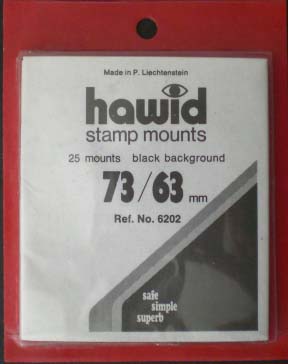 Made in P. Liechtenstein
hawid
stamp mounts
25 mounts black background
73/63 mm
Ref. No. 6202
safe
simple
superb